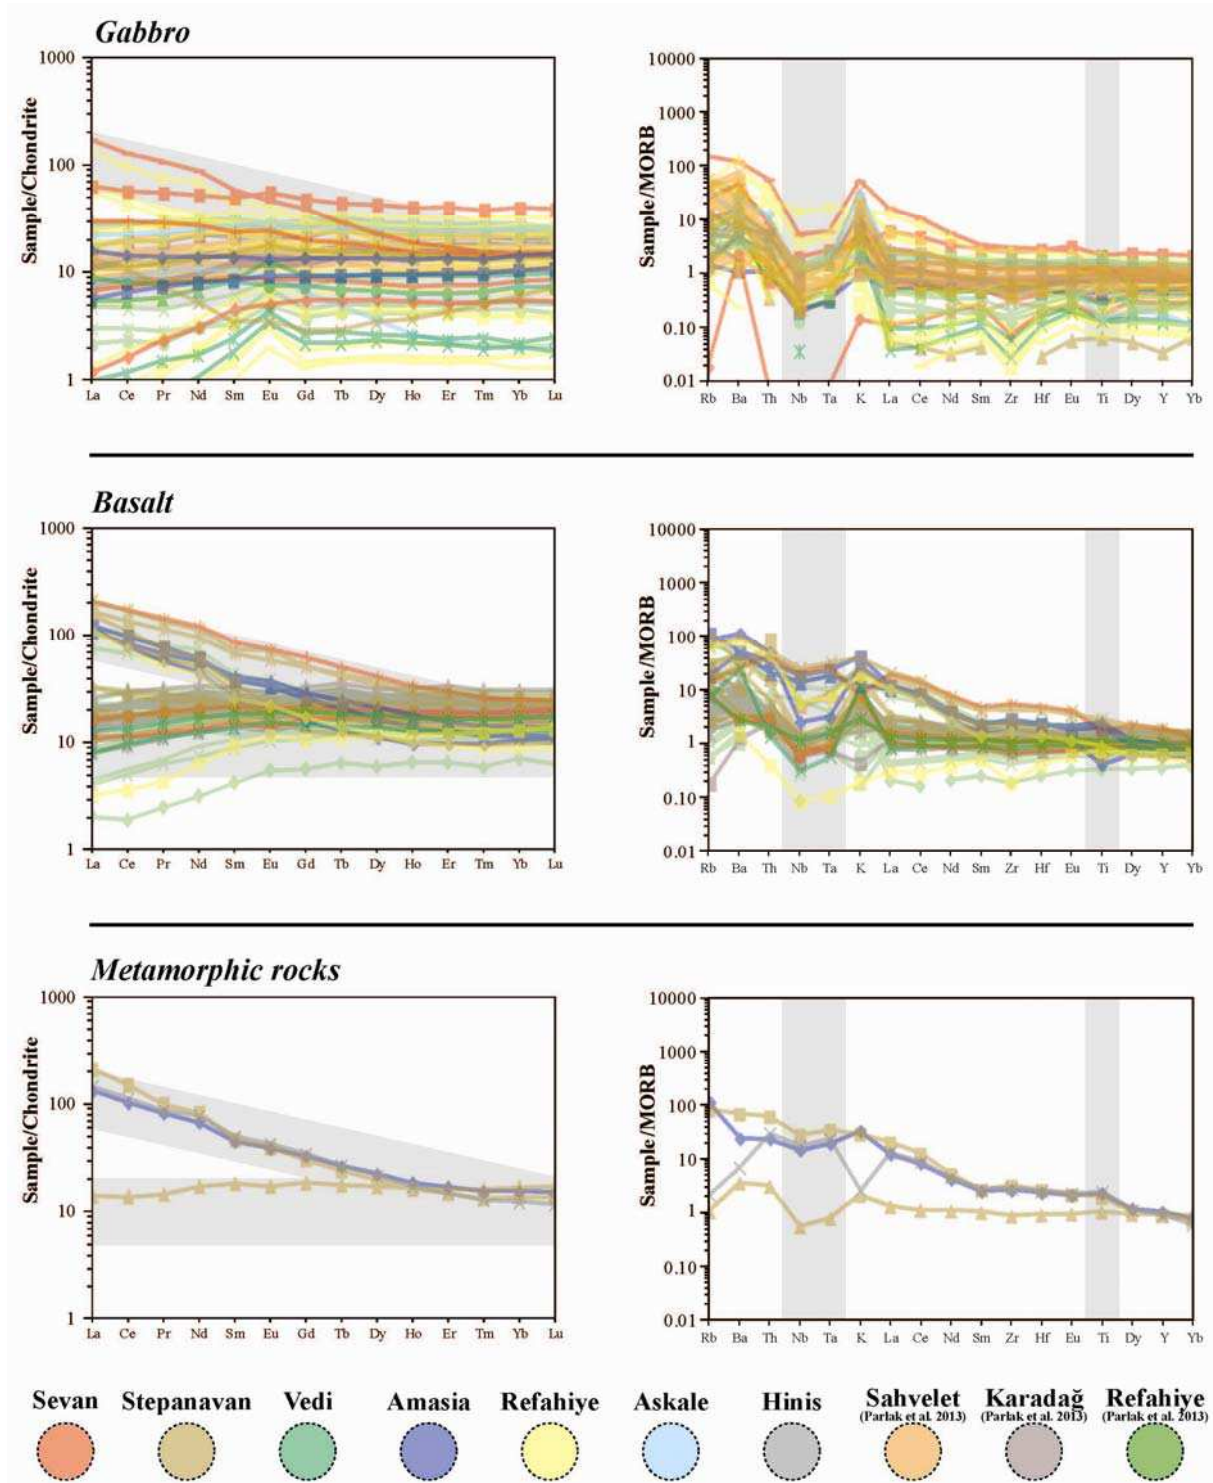 Gabbro
Sample/Chondrite
1000
100
10
1
La Ce Pr Nd Sm Eu Gd Tb Dy Ho Er Tm Yb Lu
Sample/MORB
10000
1000
100
10
1
0.10
0.01
Rb Ba Th Nb Ta K La Ce Nd Sm Zr Hf Eu Ti Dy Y Yb
Basalt
Sample/Chondrite
1000
100
10
1
La Ce Pr Nd Sm Eu Gd Tb Dy Ho Er Tm Yb Lu
Sample/MORB
10000
1000
100
10
1
0.10
0.01
Rb Ba Th Nb Ta K La Ce Nd Sm Zr Hf Eu Ti Dy Y Yb
Metamorphic rocks
Sample/Chondrite
1000
100
10
1
La Ce Pr Nd Sm Eu Gd Tb Dy Ho Er Tm Yb Lu
Sample/MORB
10000
1000
100
10
1
0.10
0.01
Rb Ba Th Nb Ta K La Ce Nd Sm Zr Hf Eu Ti Dy Y Yb
Sevan Stepanavan Vedi Amasia Refahiye Askale Hinis Sahvelet Karadağ Refahiye
(Parlak et al. 2013) (Parlak et al. 2013) (Parlak et al. 2013)